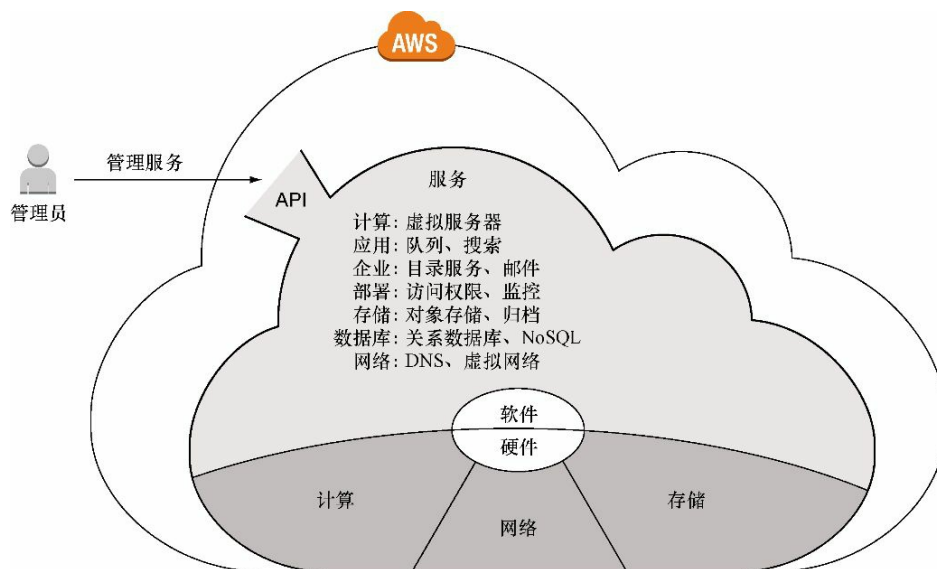 AWS
管理服务
管理员
API
服务
计算: 虚拟服务器
应用: 队列、搜索
企业: 目录服务、邮件
部署: 访问权限、监控
存储: 对象存储、归档
数据库: 关系数据库、NoSQL
网络: DNS、虚拟网络
软件
硬件
计算
网络
存储